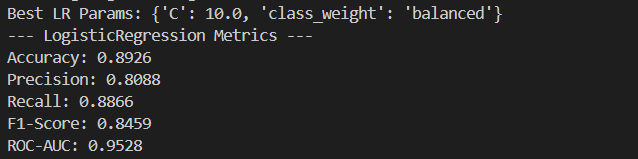 Best LR Params: {'C': 10.0, 'class_weight': 'balanced'}
--- LogisticRegression Metrics ---
Accuracy: 0.8926
Precision: 0.8088
Recall: 0.8866
F1-Score: 0.8459
ROC-AUC: 0.9528